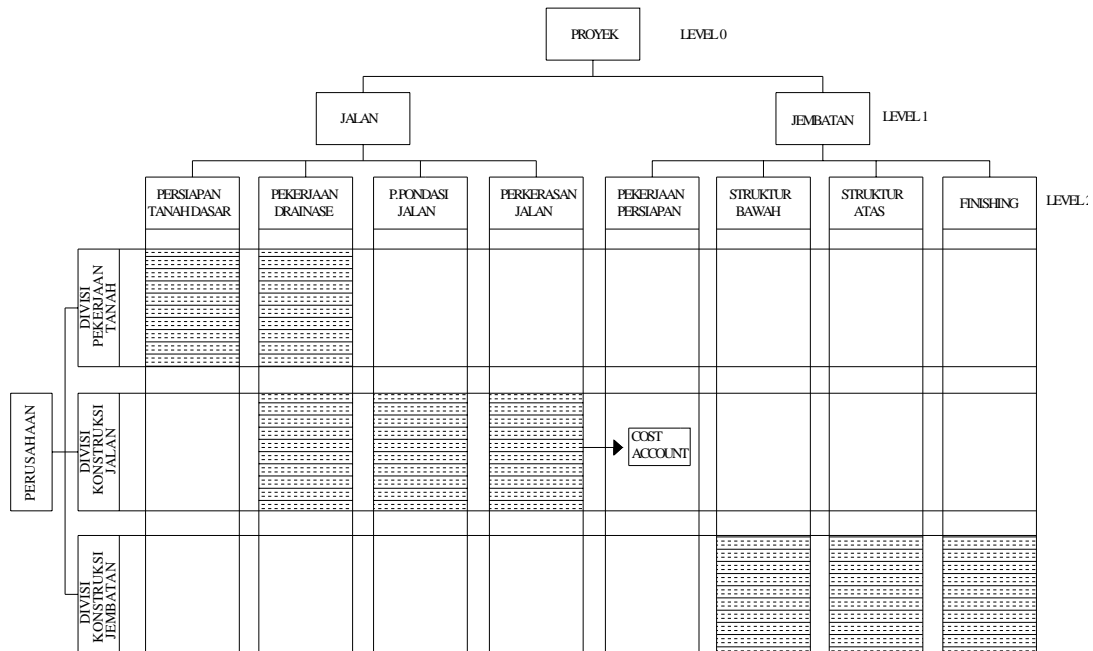 PROYEK
LEVEL 0
JALAN
JEMBATAN
LEVEL 1
PERSIAPAN
TANAH DASAR
PEKERJAAN
DRAINASE
P.PONDASI
JALAN
PERKERASAN
JALAN
PEKERJAAN
PERSIAPAN
STRUKTUR
BAWAH
STRUKTUR
ATAS
FINISHING
LEVEL
DIVISI
PEKERJAAN
TANAH
PERUSAHAAN
DIVISI
KONSTRUKSI
JALAN
COST
ACCOUNT
DIVISI
KONSTRUKSI
JEMBATAN